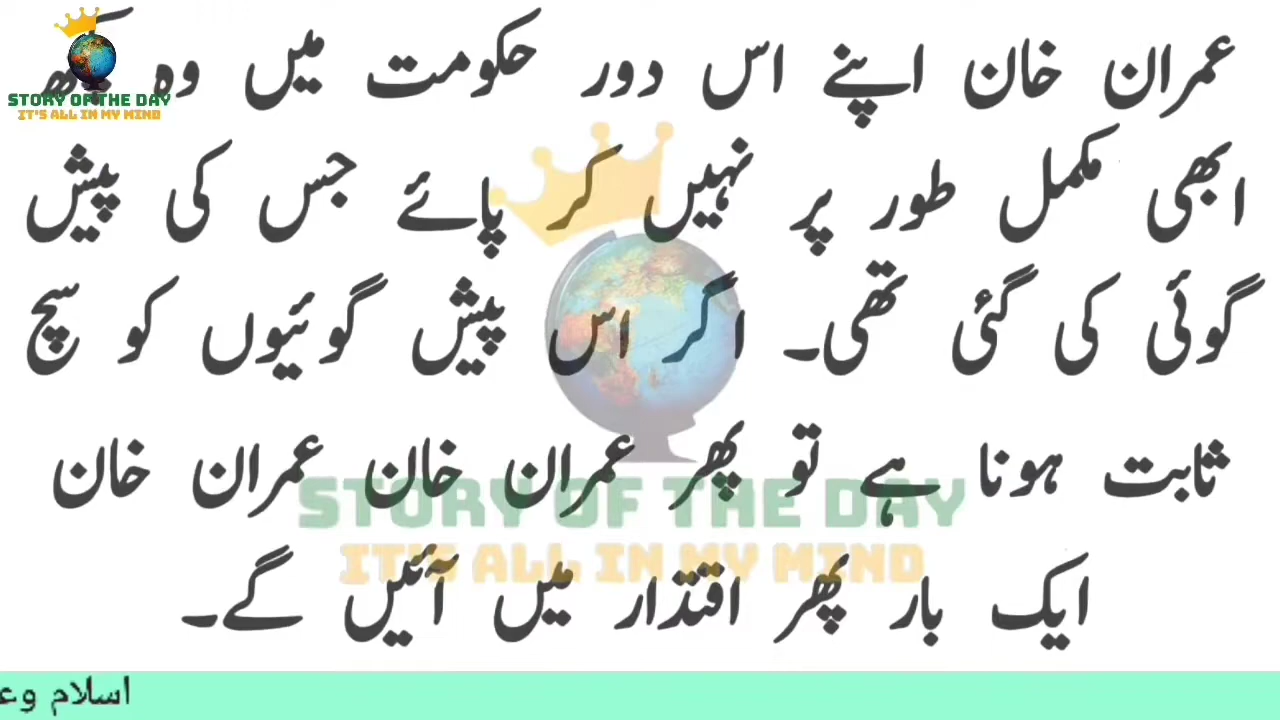 عمران خان اپنے اس دور حکومت میں وہ کچھ
ابھی مکمل طور پر نہیں کر پائے جس کی پیش
گوئی کی گئی تھی۔ اگر اس پیش گوئیوں کو سچ
ثابت ہونا ہے تو پھر عمران خان عمران خان
ایک بار پھر اقتدار میں آئیں گے۔
STORY OF THE DAY
IT'S ALL IN MY MIND
STORY OF THE DAY
IT'S ALL IN MY MIND
اسلام